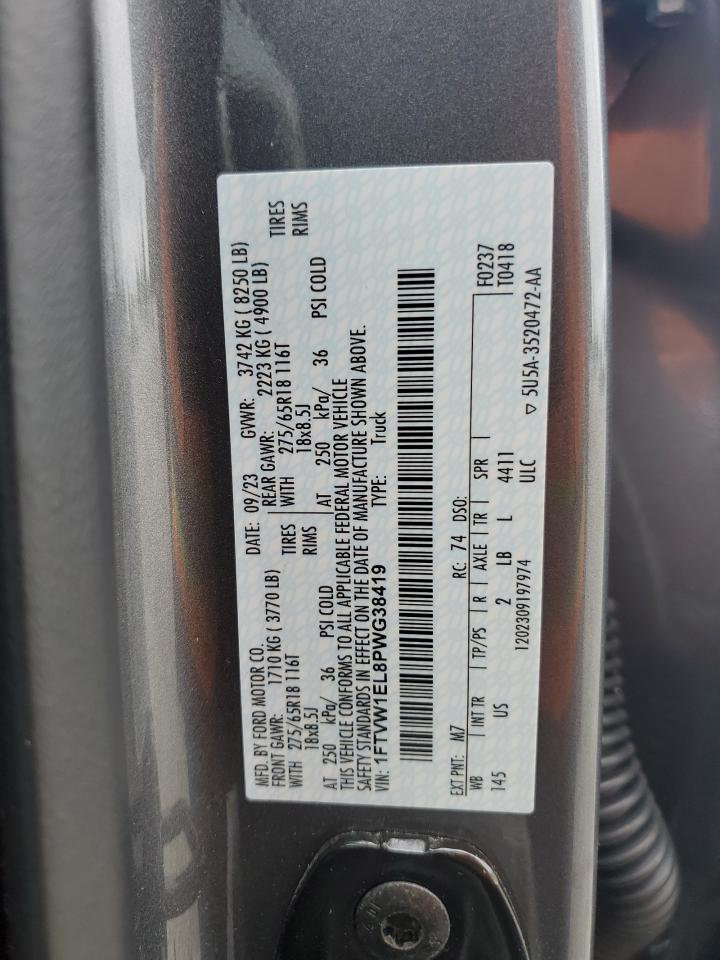 MFD. BY FORD MOTOR CO.
DATE: 09/23 GVWR: 3742 KG ( 8250 LB)
FRONT GAWR: 1710 KG ( 3770 LB)
REAR GAWR: 2223 KG ( 4900 LB)
WITH 275/65R18 116T TIRES
WITH 275/65R18 116T TIRES
18x8.5J RIMS
18x8.5J RIMS
AT 250 kPa/ 36 PSI COLD
AT 250 kPa/ 36 PSI COLD
THIS VEHICLE CONFORMS TO ALL APPLICABLE FEDERAL MOTOR VEHICLE
SAFETY STANDARDS IN EFFECT ON THE DATE OF MANUFACTURE SHOWN ABOVE.
VIN: 1FTVW1EL8PWG38419 TYPE: Truck
EXT PNT: M7 RC: 74 DSO:
WB INT TR TP/PS R AXLE TR SPR F0237
145 US 2 LB L 4411 T0418
ULC
1202309197974 ▽ 5U5A-3520472-AA